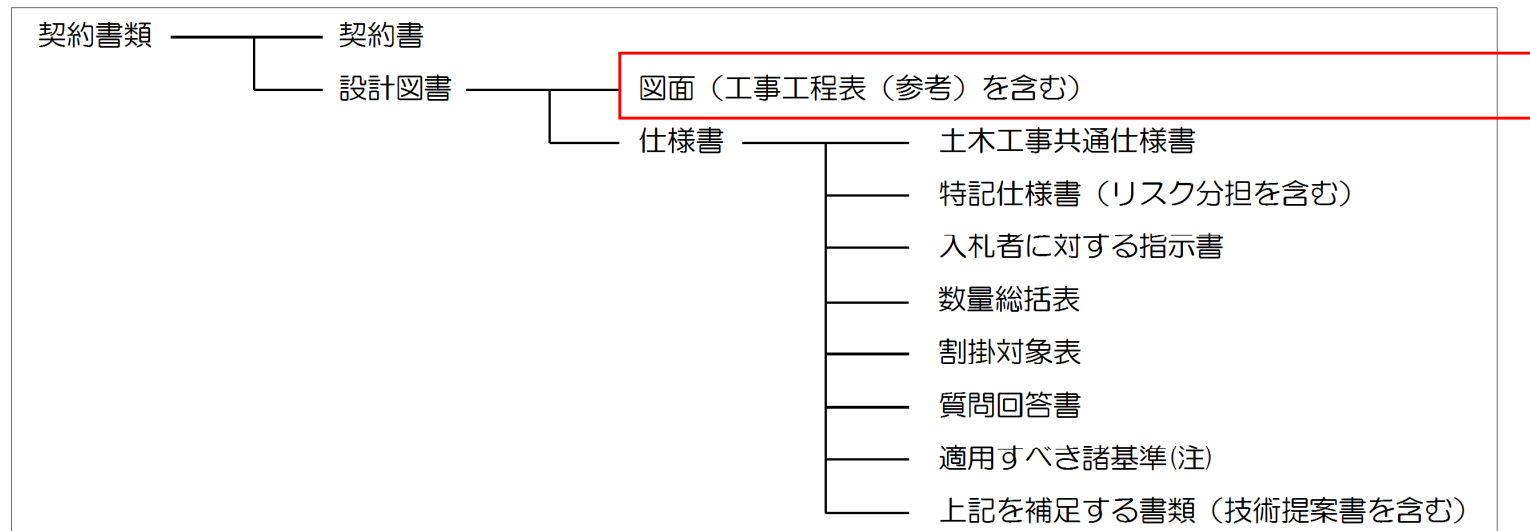 契約書類 契約書
設計図書 図面（工事工程表（参考）を含む）
仕様書 土木工事共通仕様書
特記仕様書（リスク分担を含む）
入札者に対する指示書
数量総括表
割掛対象表
質問回答書
適用すべき諸基準(注)
上記を補足する書類（技術提案書を含む）